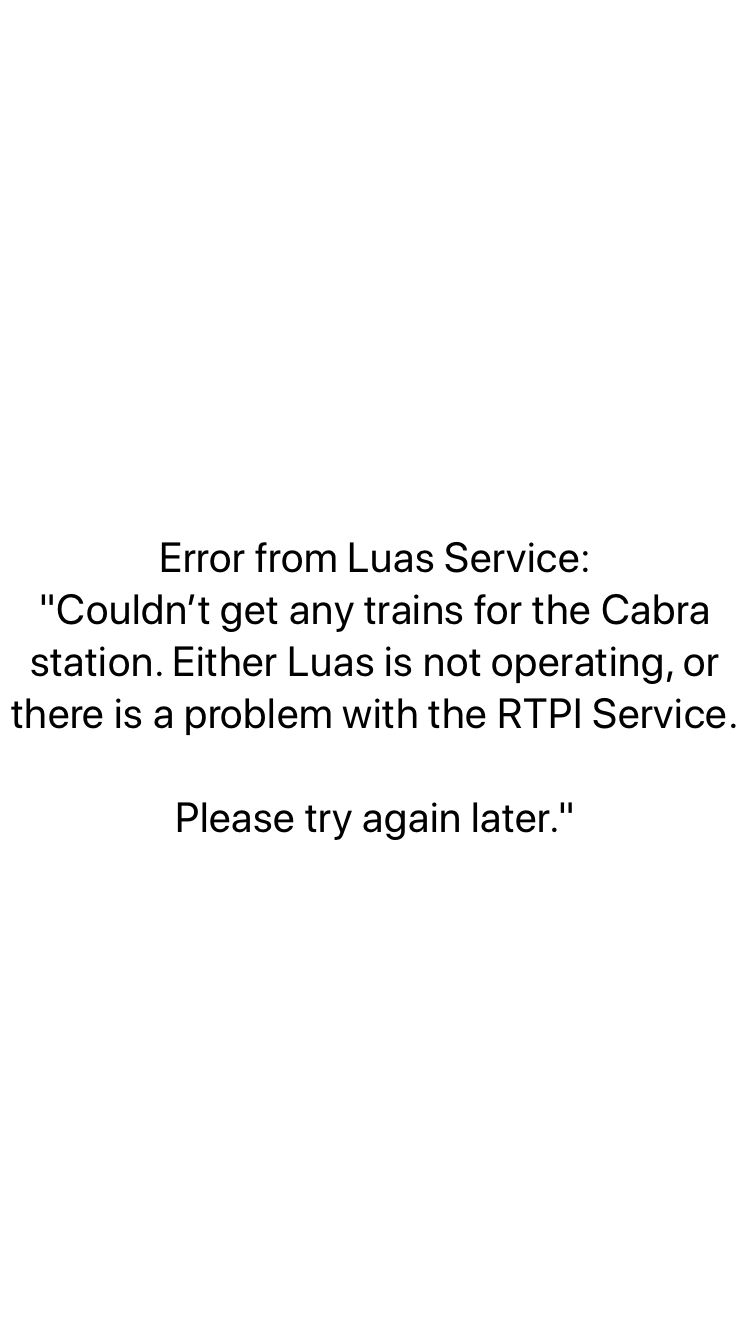 Error from Luas Service:
"Couldn’t get any trains for the Cabra
station. Either Luas is not operating, or
there is a problem with the RTPI Service.
Please try again later."